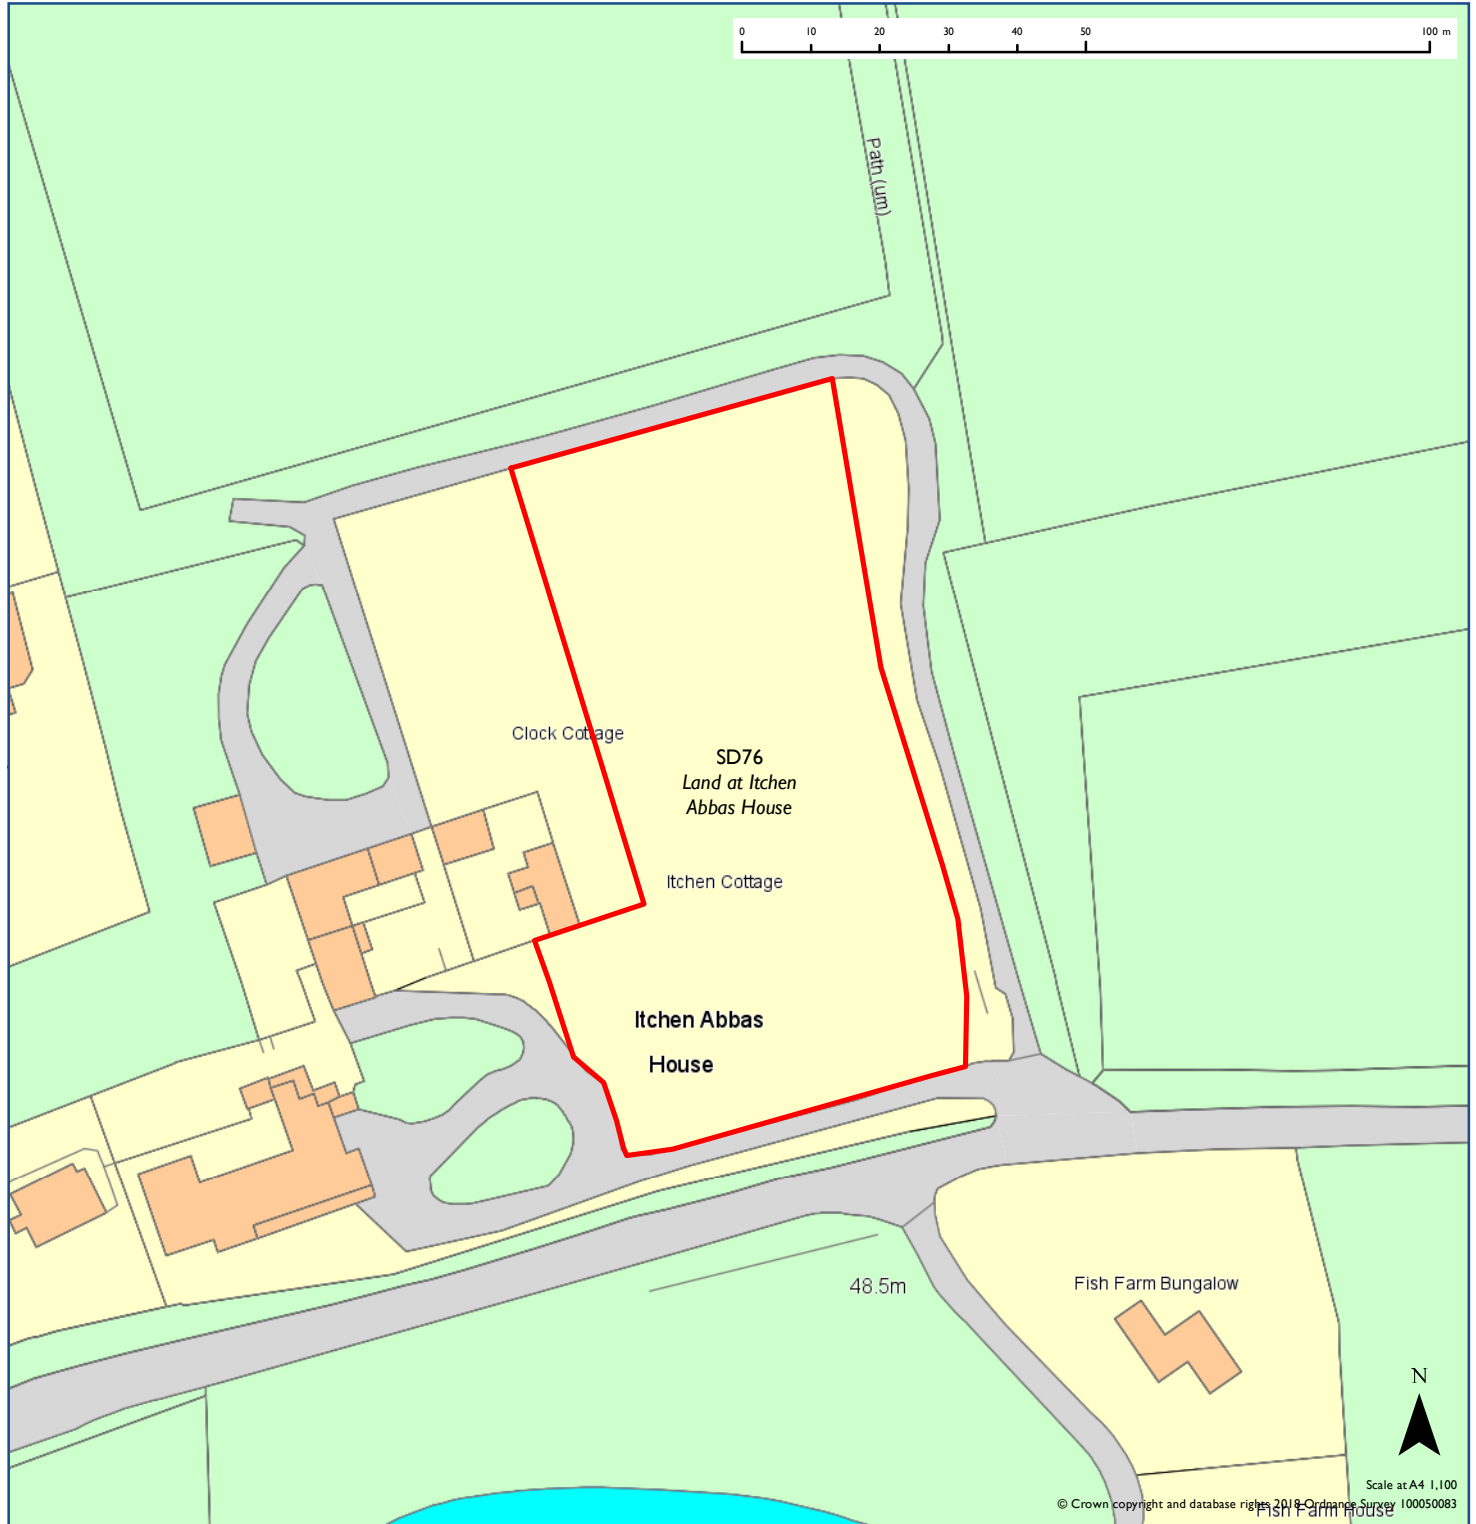 0 10 20 30 40 50 100 m
Path (um)
Clock Cottage
SD76
Land at Itchen
Abbas House
Itchen Cottage
Itchen Abbas
House
48.5m
Fish Farm Bungalow
N
Scale at A4 1,100
© Crown copyright and database rights 2018 Ordnance Survey 100050083
Fish Farm House